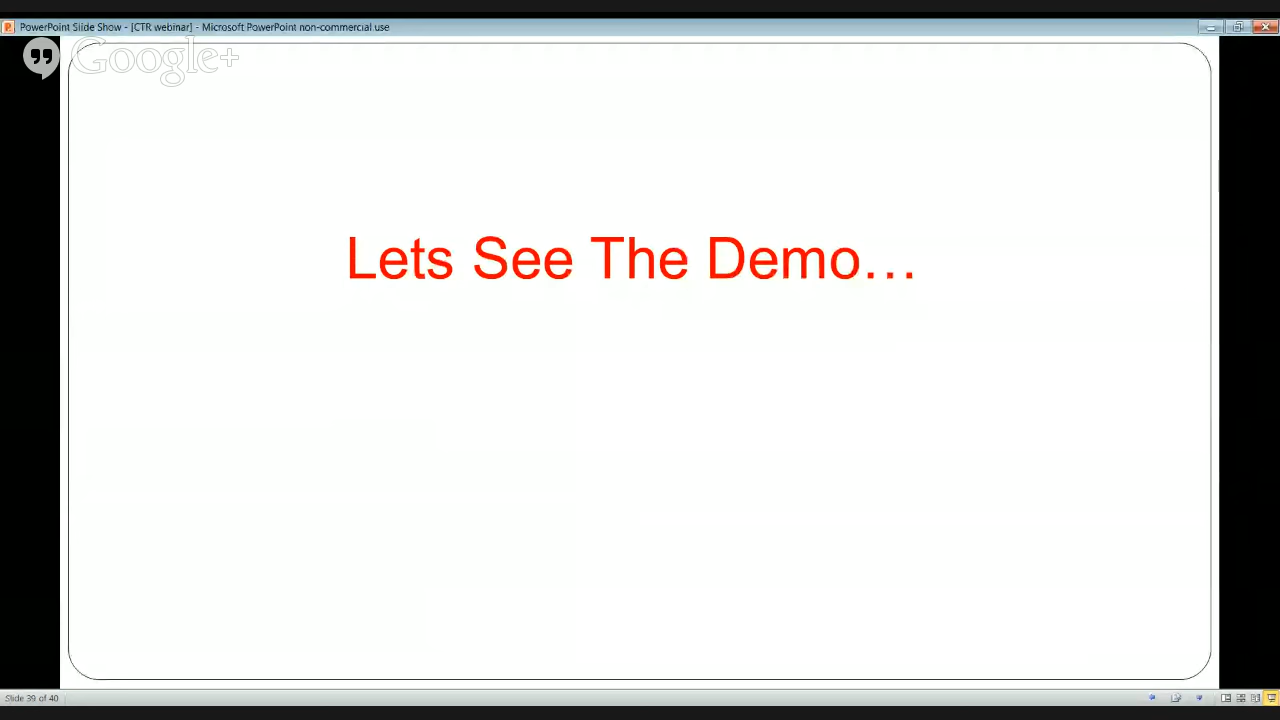 PowerPoint Slide Show - [CTR webinar] - Microsoft PowerPoint non-commercial use
Google+
Lets See The Demo…
Slide 39 of 40